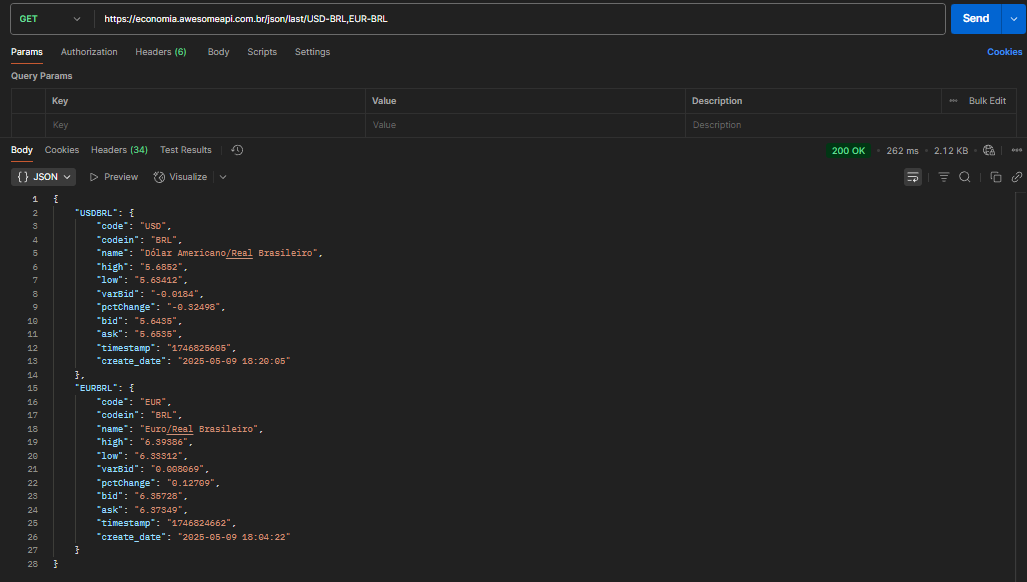 GET https://economia.awesomeapi.com.br/json/last/USD-BRL,EUR-BRL Send
Params Authorization Headers (6) Body Scripts Settings Cookies
Query Params
Key Value Description Bulk Edit
Key Value Description
Body Cookies Headers (34) Test Results 200 OK 262 ms 2.12 KB
{} JSON Preview Visualize
1 {
2 "USDBRL": {
3 "code": "USD",
4 "codein": "BRL",
5 "name": "Dólar Americano/Real Brasileiro",
6 "high": "5.6852",
7 "low": "5.63412",
8 "varBid": "-0.0184",
9 "pctChange": "-0.32498",
10 "bid": "5.6435",
11 "ask": "5.6535",
12 "timestamp": "1746825605",
13 "create_date": "2025-05-09 18:20:05"
14 },
15 "EURBRL": {
16 "code": "EUR",
17 "codein": "BRL",
18 "name": "Euro/Real Brasileiro",
19 "high": "6.39386",
20 "low": "6.33312",
21 "varBid": "0.008069",
22 "pctChange": "0.12709",
23 "bid": "6.35728",
24 "ask": "6.37349",
25 "timestamp": "1746824662",
26 "create_date": "2025-05-09 18:04:22"
27 }
28 }